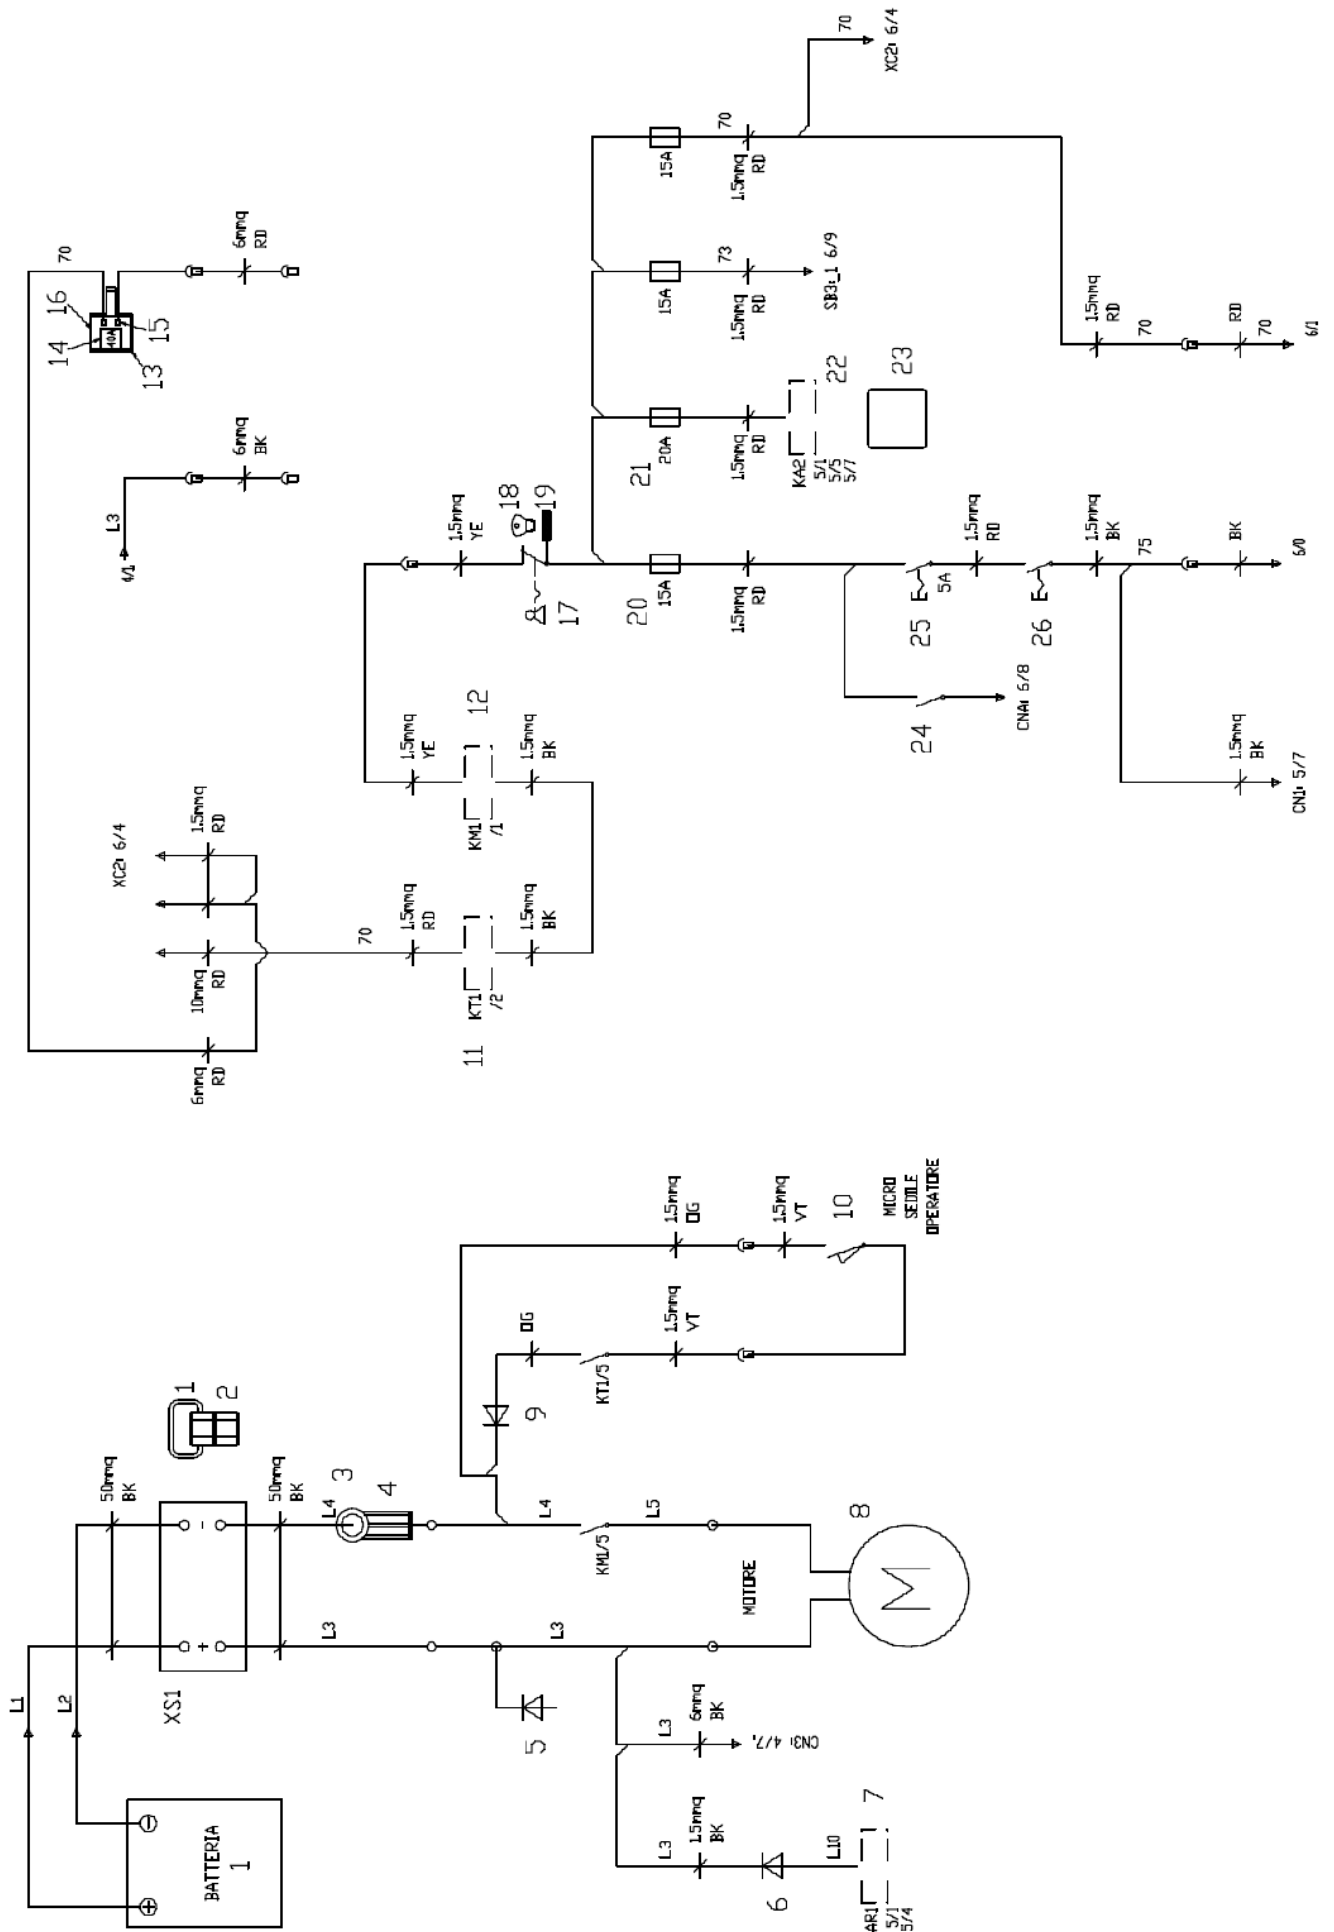 BATTERIA
1
L1
L2
XS1
+
-
50mmq
BK
50mmq
BK
1
2
L3
L4
3
4
5
L3
L4
KM1/5
L5
MOTORE
M
8
L3
6mmq
BK
CN3: 4/7.
L3
1.5mmq
BK
6
L10
AR1
5/1
5/4
7
9
OG
KT1/5
1.5mmq
VT
1.5mmq
OG
1.5mmq
VT
10
MICRO
SEDILE
OPERATORE
6mmq
RD
10mmq
RD
1.5mmq
RD
XC2: 6/4
70
1.5mmq
RD
KT1
/2
11
1.5mmq
BK
1.5mmq
YE
KM1
/1
12
1.5mmq
BK
4/1
L3
6mmq
BK
13
14
15
16
40A
70
6mmq
RD
1.5mmq
YE
17
18
19
20
15A
1.5mmq
RD
21
20A
1.5mmq
RD
KA2
5/1
5/5
5/7
22
23
15A
73
1.5mmq
RD
SB3:_1 6/9
15A
70
1.5mmq
RD
70
XC2: 6/4
24
CNA: 6/8
25
5A
1.5mmq
RD
26
1.5mmq
BK
75
BK
6/0
1.5mmq
BK
CN1: 5/7
1.5mmq
RD
70
RD
70
6/1